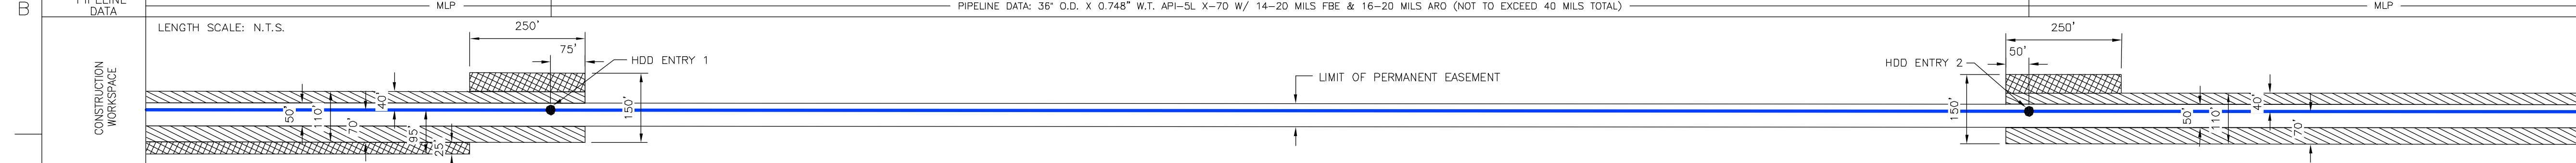 B
PIPELINE
DATA
MLP
PIPELINE DATA: 36" O.D. X 0.748" W.T. API-5L X-70 W/ 14-20 MILS FBE & 16-20 MILS ARO (NOT TO EXCEED 40 MILS TOTAL)
MLP
CONSTRUCTION
WORKSPACE
LENGTH SCALE: N.T.S.
250'
75'
HDD ENTRY 1
50'
110'
70'
40'
95'
25'
150'
LIMIT OF PERMANENT EASEMENT
250'
50'
HDD ENTRY 2
150'
50'
110'
40'
70'